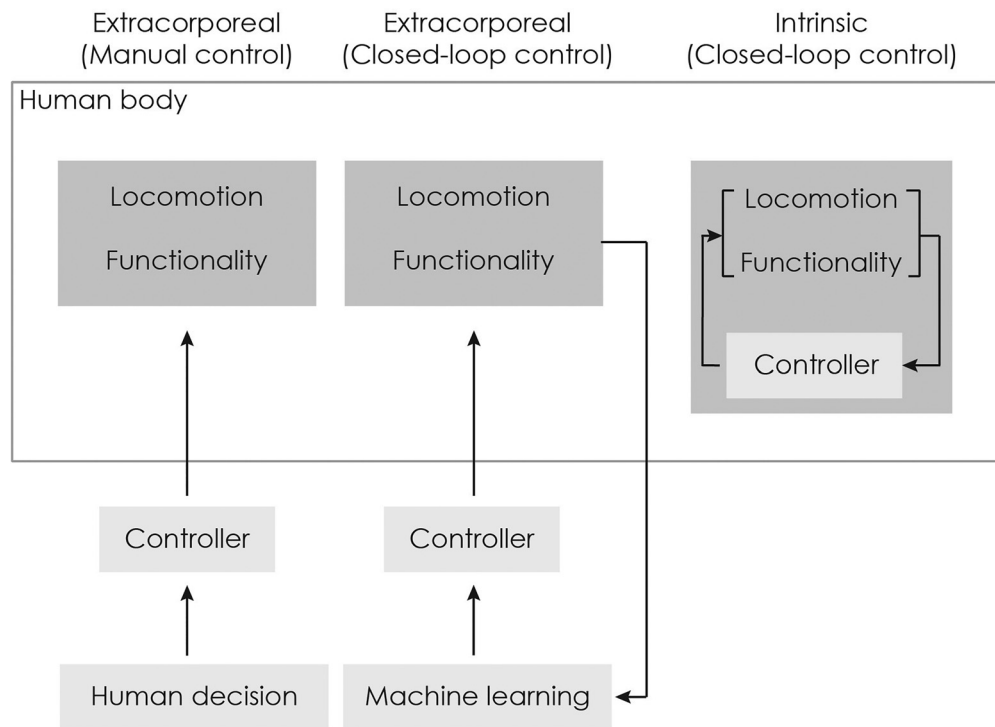 Extracorporeal
(Manual control)
Extracorporeal
(Closed-loop control)
Intrinsic
(Closed-loop control)
Human body
Locomotion
Functionality
Locomotion
Functionality
Locomotion
Functionality
Controller
Controller
Controller
Human decision
Machine learning